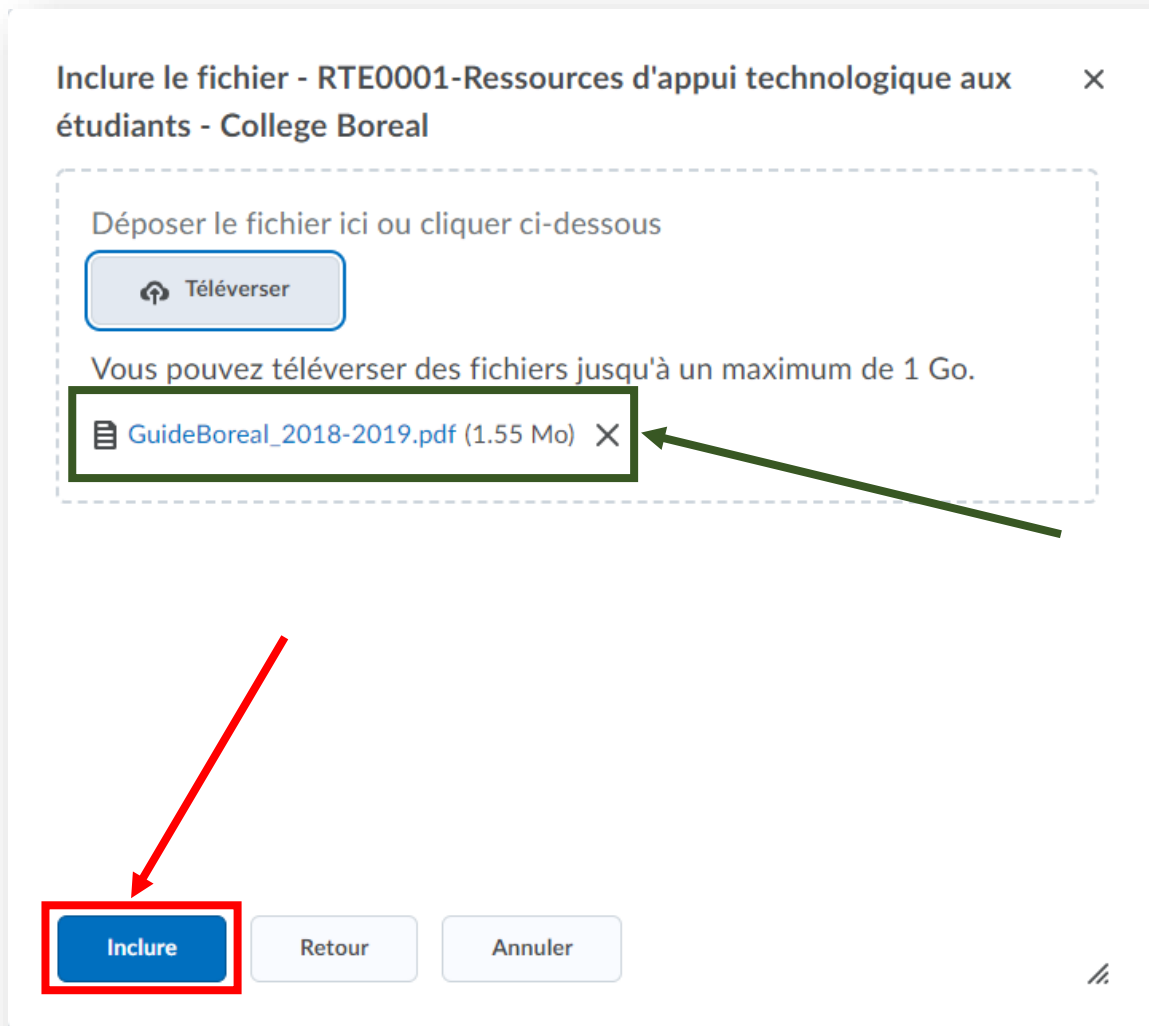 Inclure le fichier - RTE0001-Ressources d'appui technologique aux
étudiants - College Boreal
Déposer le fichier ici ou cliquer ci-dessous
Téléverser
Vous pouvez téléverser des fichiers jusqu'à un maximum de 1 Go.
GuideBoreal_2018-2019.pdf (1.55 Mo)
Inclure Retour Annuler